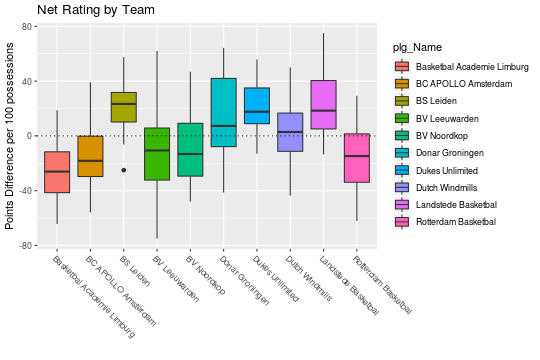 Net Rating by Team
Points Difference per 100 possessions
80
40
0
-40
-80
Basketbal Academie Limburg
BC APOLLO Amsterdam
BS Leiden
BV Leeuwarden
BV Noordkop
Donar Groningen
Dukes Unlimited
Dutch Windmills
Landstede Basketbal
Rotterdam Basketbal
plg_Name
Basketbal Academie Limburg
BC APOLLO Amsterdam
BS Leiden
BV Leeuwarden
BV Noordkop
Donar Groningen
Dukes Unlimited
Dutch Windmills
Landstede Basketbal
Rotterdam Basketbal